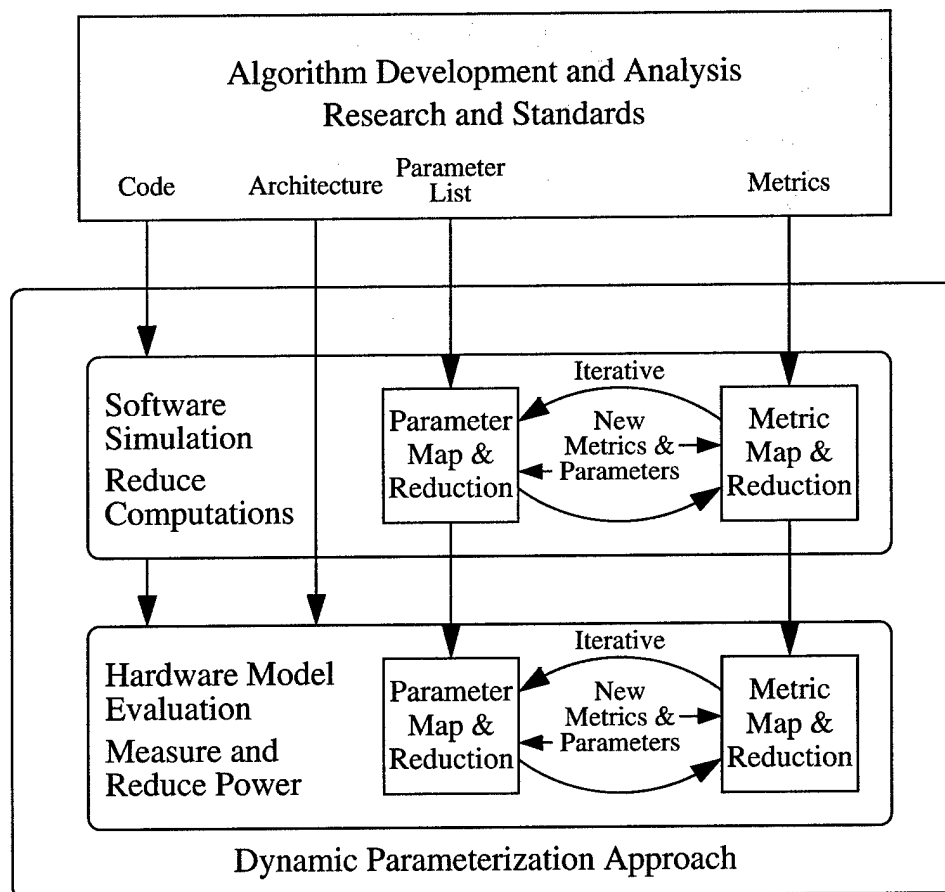 Algorithm Development and Analysis
Research and Standards
Code
Architecture
Parameter
List
Metrics
Software
Simulation
Reduce
Computations
Parameter
Map &
Reduction
Iterative
New
Metrics &
Parameters
Metric
Map &
Reduction
Hardware Model
Evaluation
Measure and
Reduce Power
Parameter
Map &
Reduction
Iterative
New
Metrics &
Parameters
Metric
Map &
Reduction
Dynamic Parameterization Approach